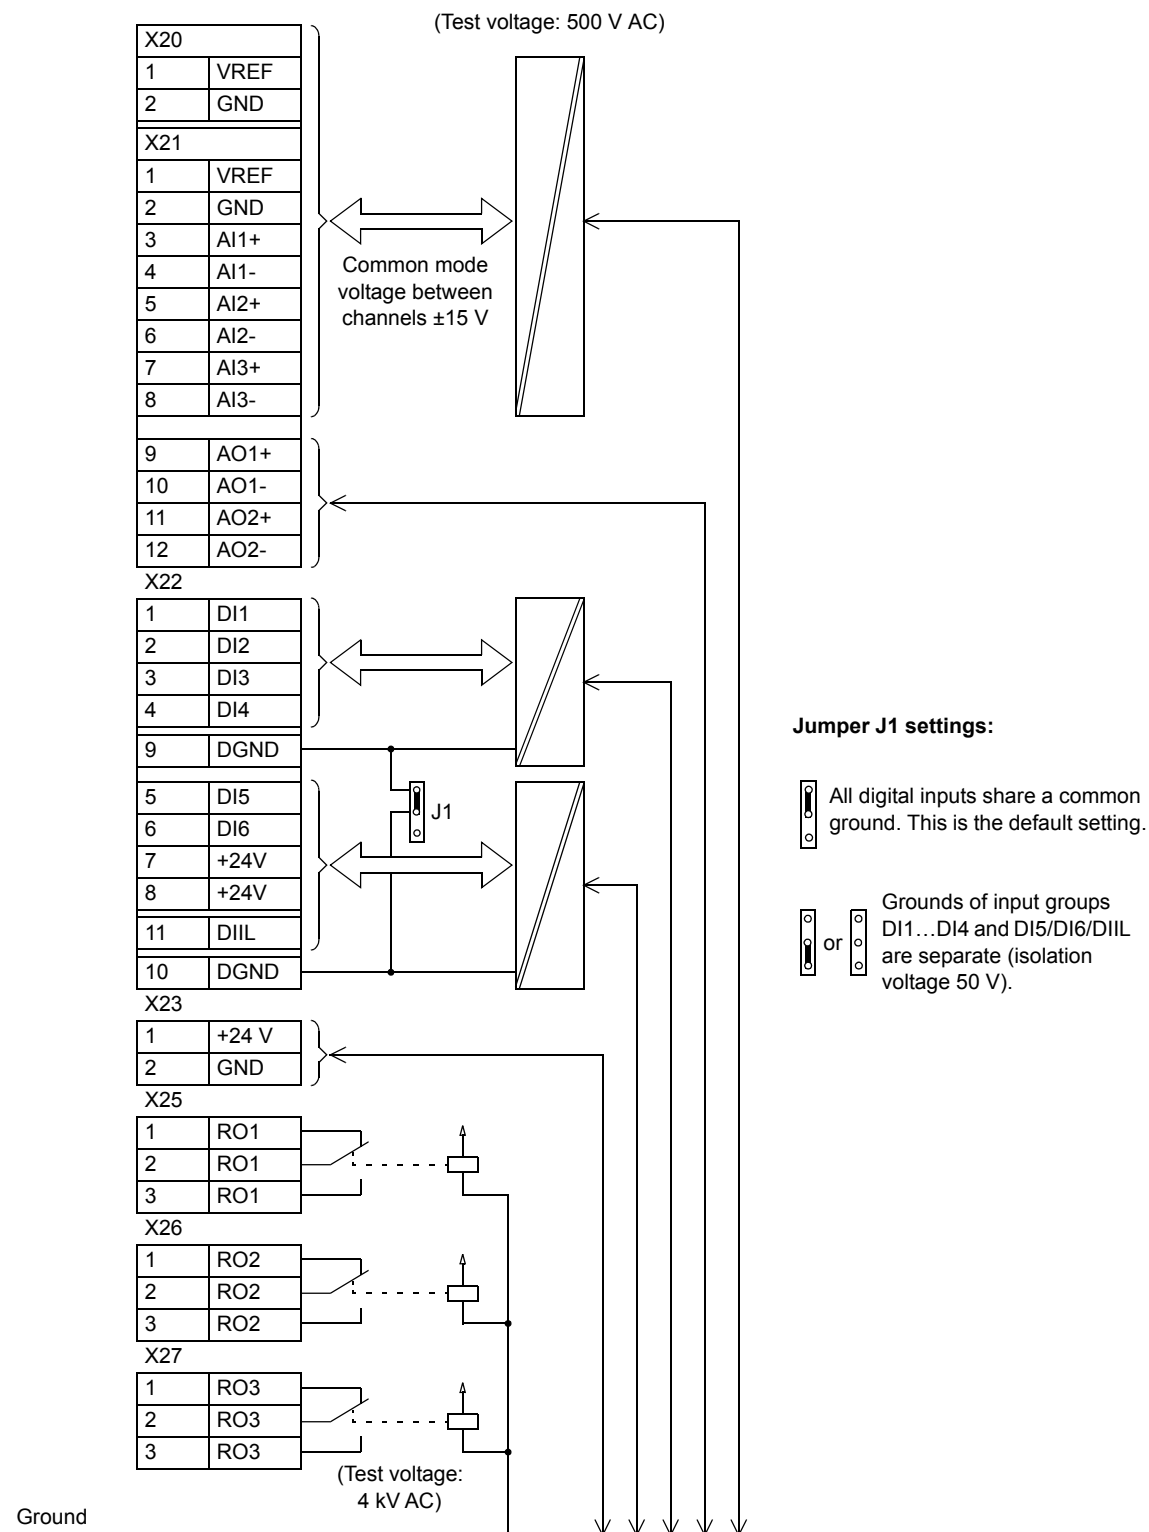 (Test voltage: 500 V AC)
X20
1 VREF
2 GND
X21
1 VREF
2 GND
3 AI1+
4 AI1-
5 AI2+
6 AI2-
7 AI3+
8 AI3-
Common mode
voltage between
channels ±15 V
9 AO1+
10 AO1-
11 AO2+
12 AO2-
X22
1 DI1
2 DI2
3 DI3
4 DI4
9 DGND
5 DI5
6 DI6
7 +24V
8 +24V
11 DIIL
10 DGND
J1
X23
1 +24 V
2 GND
X25
1 RO1
2 RO1
3 RO1
X26
1 RO2
2 RO2
3 RO2
X27
1 RO3
2 RO3
3 RO3
(Test voltage:
4 kV AC)
Ground
Jumper J1 settings:
All digital inputs share a common
ground. This is the default setting.
or
Grounds of input groups
DI1…DI4 and DI5/DI6/DIIL
are separate (isolation
voltage 50 V).